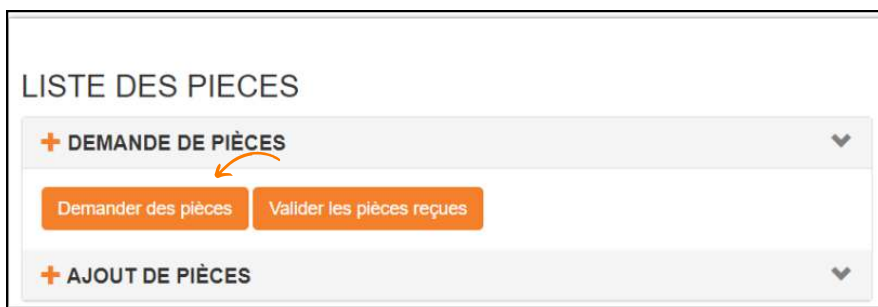 LISTE DES PIECES
DEMANDE DE PIÈCES
Demander des pièces
Valider les pièces reçues
AJOUT DE PIÈCES